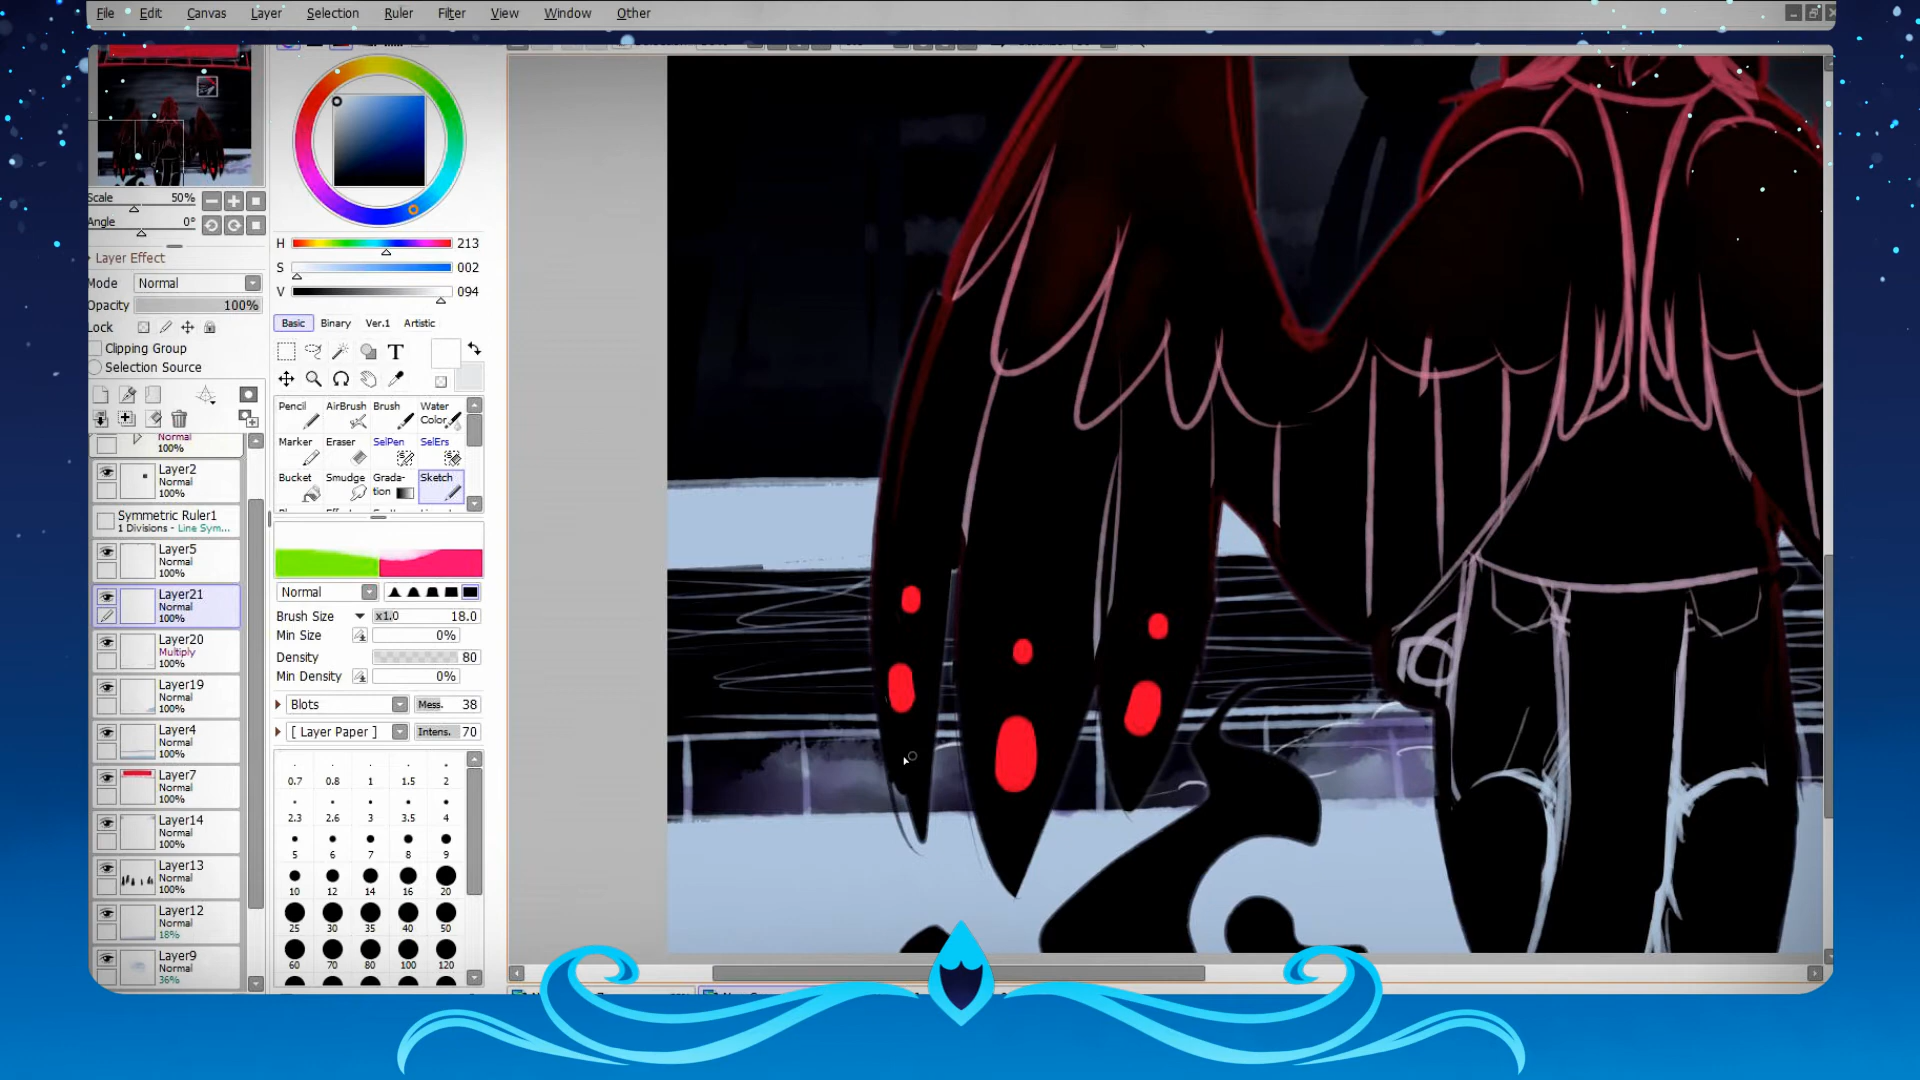 File Edit Canvas Layer Selection Ruler Filter View Window Other
Scale 50%
Angle 0°
Layer Effect
Mode Normal
Opacity 100%
Lock
Clipping Group
Selection Source
Normal
100%
Layer2
Normal
100%
Symmetric Ruler1
1 Divisions - Line Sym...
Layer5
Normal
100%
Layer21
Normal
100%
Layer20
Multiply
100%
Layer19
Normal
100%
Layer4
Normal
100%
Layer7
Normal
100%
Layer14
Normal
100%
Layer13
Normal
100%
Layer12
Normal
18%
Layer9
Normal
36%
H 213
S 002
V 094
Basic Binary Ver.1 Artistic
T
Pencil AirBrush Brush Water Color
Marker Eraser SelPen SelErs
Bucket Smudge Grada-tion Sketch
Normal
Brush Size x1.0 18.0
Min Size 0%
Density 80
Min Density 0%
Blots Mess. 38
[ Layer Paper ] Intens. 70
0.7 0.8 1 1.5 2
2.3 2.6 3 3.5 4
5 6 7 8 9
10 12 14 16 20
25 30 35 40 50
60 70 80 100 120